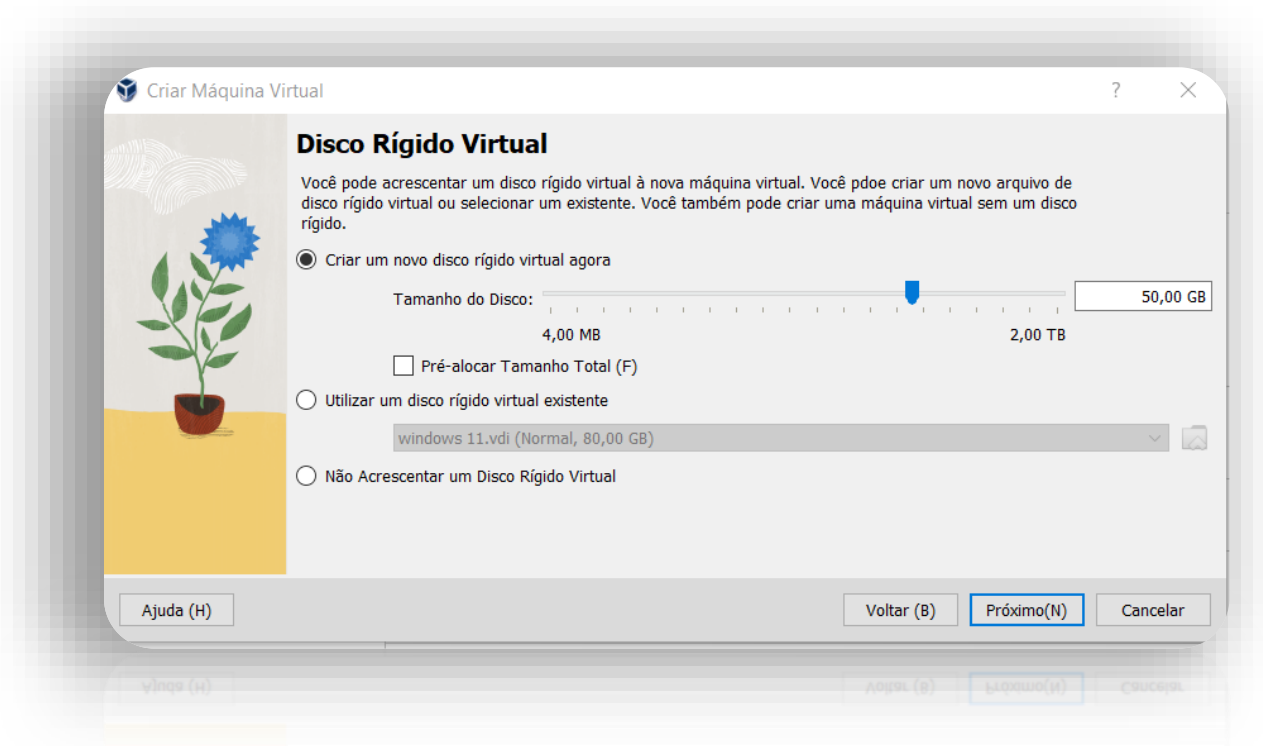 Criar Máquina Virtual
?
Disco Rígido Virtual
Você pode acrescentar um disco rígido virtual à nova máquina virtual. Você pdoe criar um novo arquivo de
disco rígido virtual ou selecionar um existente. Você também pode criar uma máquina virtual sem um disco
rígido.
Criar um novo disco rígido virtual agora
Tamanho do Disco: 50,00 GB
4,00 MB 2,00 TB
Pré-alocar Tamanho Total (F)
Utilizar um disco rígido virtual existente
windows 11.vdi (Normal, 80,00 GB)
Não Acrescentar um Disco Rígido Virtual
Ajuda (H) Voltar (B) Próximo(N) Cancelar